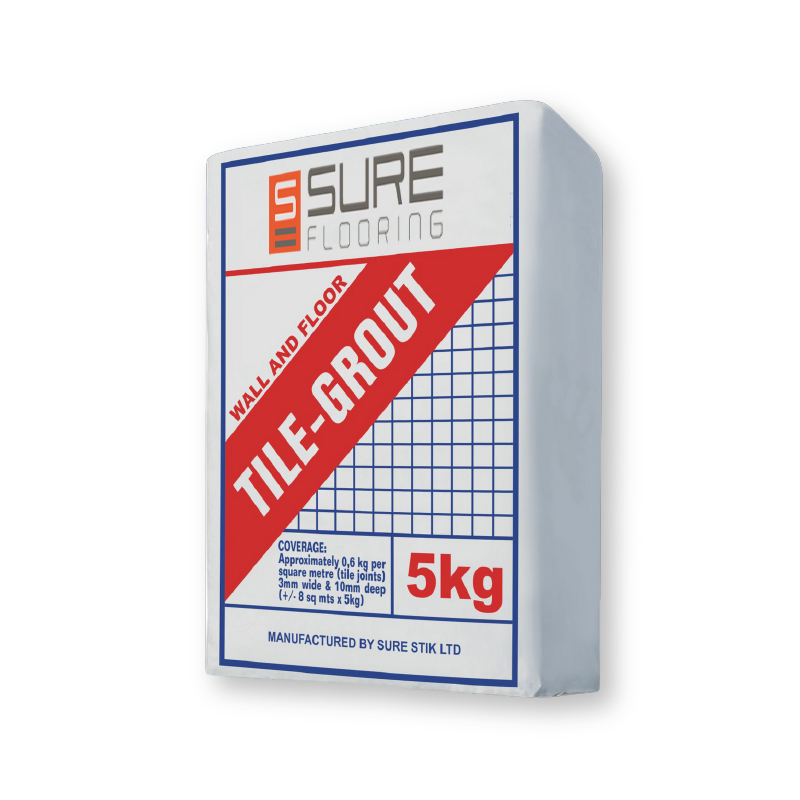 SURE
FLOORING
WALL AND FLOOR
TILE-GROUT
COVERAGE:
Approximately 0,6 kg per
square metre (tile joints)
3mm wide & 10mm deep
(+/- 8 sq mts x 5kg)
5kg
MANUFACTURED BY SURE STIK LTD